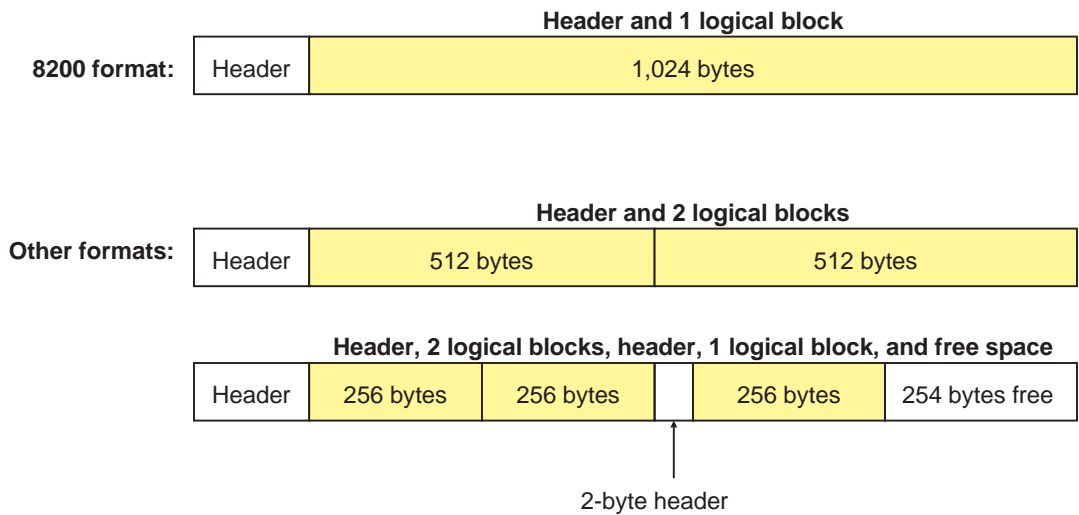 Header and 1 logical block
8200 format:
Header
1,024 bytes
Header and 2 logical blocks
Other formats:
Header
512 bytes
512 bytes
Header, 2 logical blocks, header, 1 logical block, and free space
Header
256 bytes
256 bytes
256 bytes
254 bytes free
2-byte header